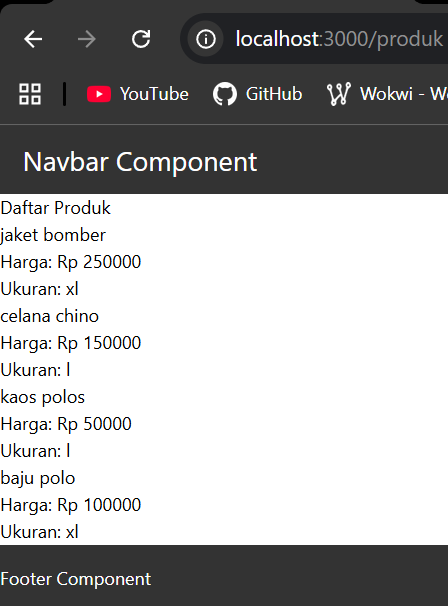 localhost:3000/produk
YouTube GitHub Wokwi - W
Navbar Component
Daftar Produk
jaket bomber
Harga: Rp 250000
Ukuran: xl
celana chino
Harga: Rp 150000
Ukuran: l
kaos polos
Harga: Rp 50000
Ukuran: l
baju polo
Harga: Rp 100000
Ukuran: xl
Footer Component